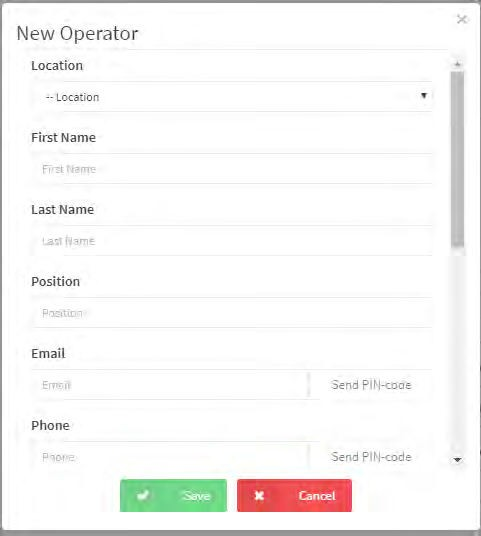 New Operator
Location
-- Location
First Name
First Name
Last Name
Last Name
Position
Position
Email
Email Send PIN-code
Phone
Phone Send PIN-code
Save Cancel